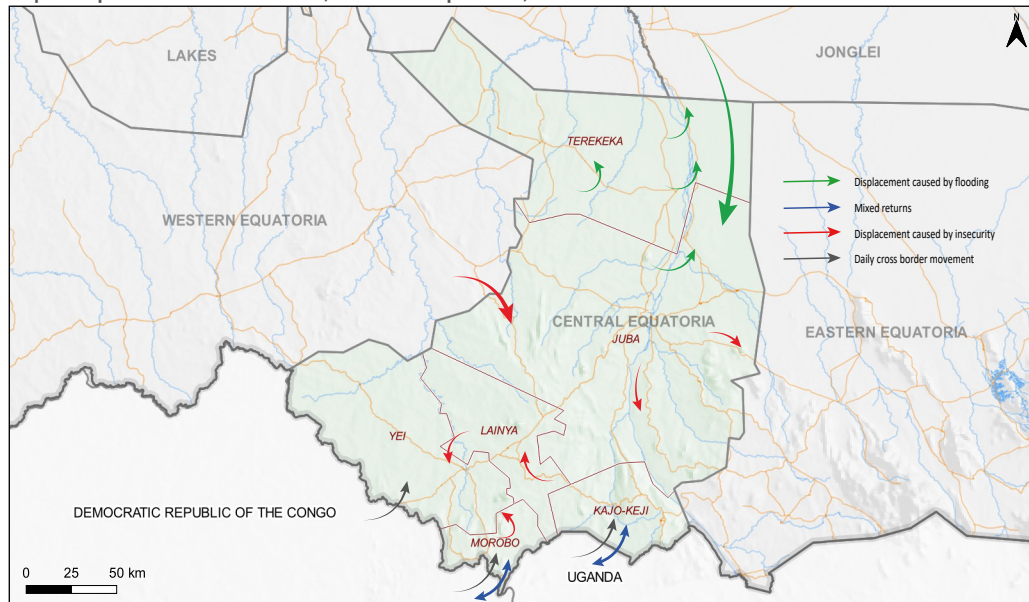 N
LAKES
JONGLEI
TEREKEKA
Displacement caused by flooding
Mixed returns
Displacement caused by insecurity
Daily cross border movement
WESTERN EQUATORIA
CENTRAL EQUATORIA
EASTERN EQUATORIA
JUBA
YEI
LAINYA
DEMOCRATIC REPUBLIC OF THE CONGO
KAJO-KEJI
MOROBO
UGANDA
0 25 50 km